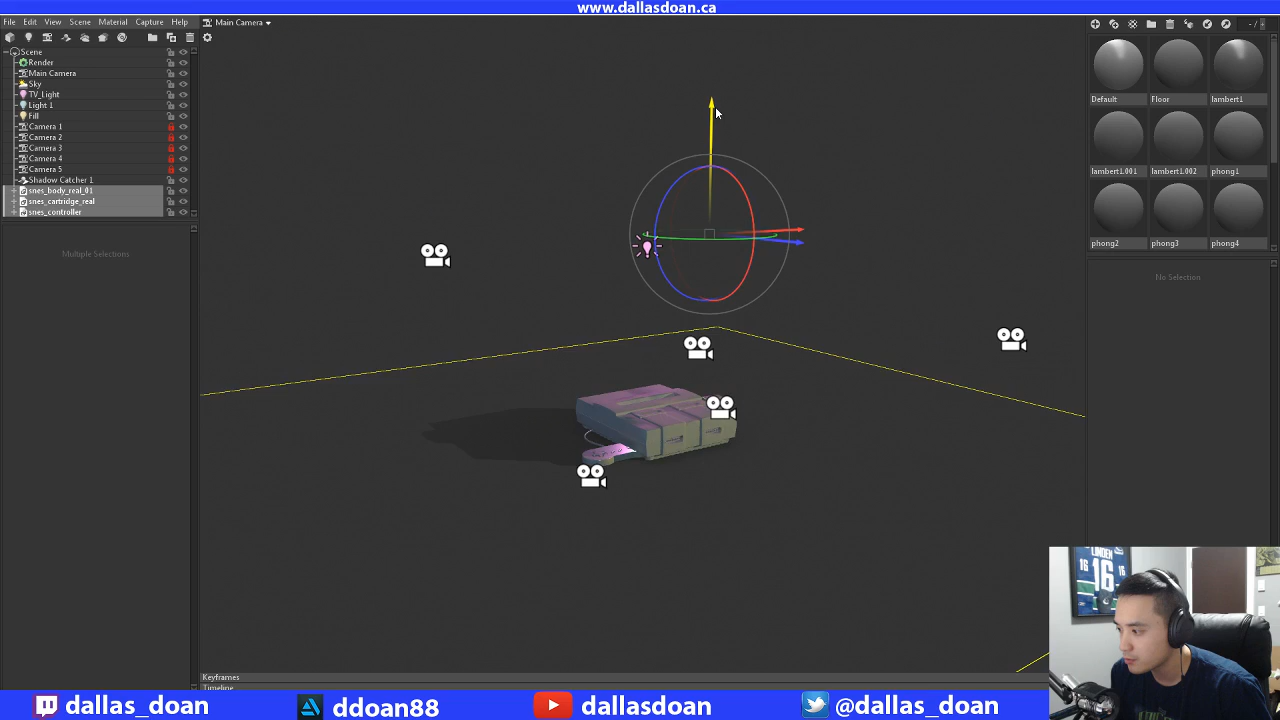 www.dallasdoan.ca
File Edit View Scene Material Capture Help
Main Camera
Scene
Render
Main Camera
Sky
TV_Light
Light 1
Fill
Camera 1
Camera 2
Camera 3
Camera 4
Camera 5
Shadow Catcher 1
snes_body_real_01
snes_cartridge_real
snes_controller
Multiple Selections
Default Floor lambert1
lambert1.001 lambert1.002 phong1
phong2 phong3 phong4
No Selection
LINDEN
16
16
Keyframes
Timeline
dallas_doan ddoan88 dallasdoan @dallas_doan